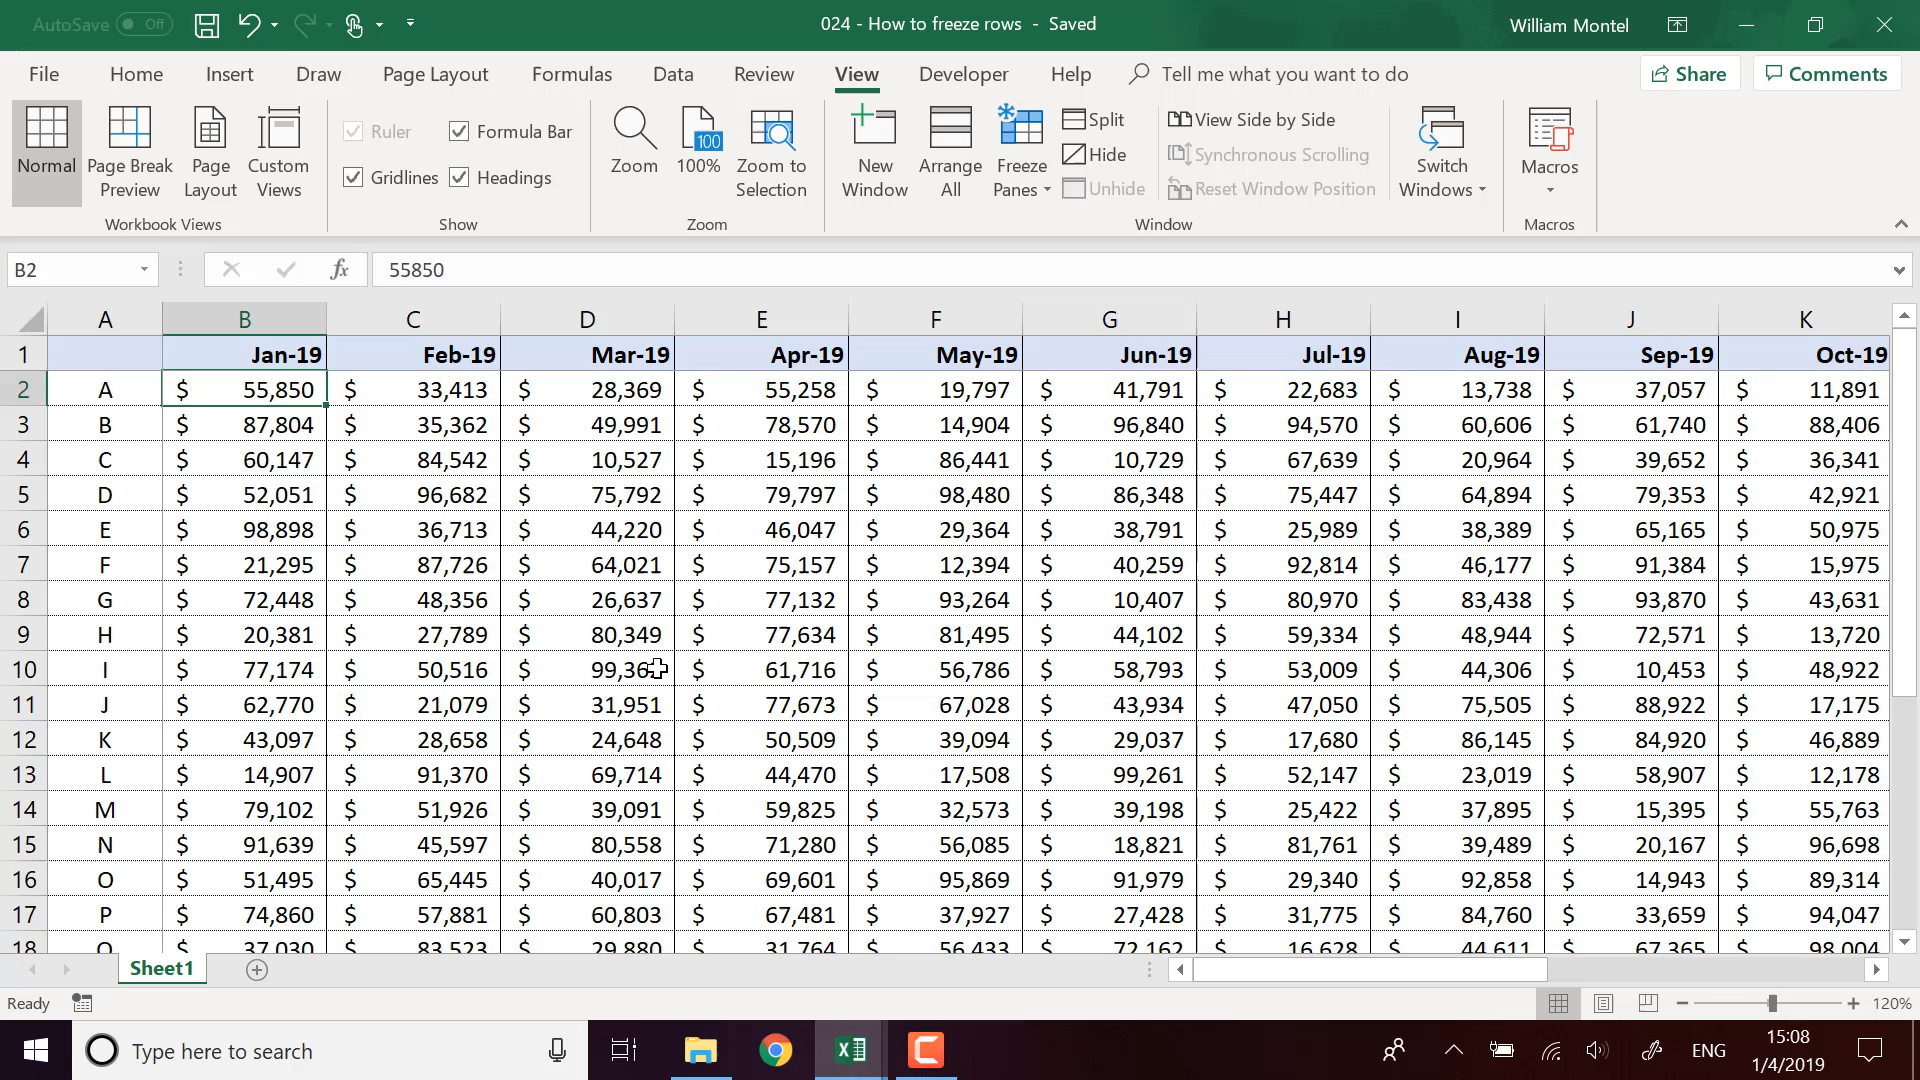 AutoSave Off 024 - How to freeze rows - Saved William Montel
File Home Insert Draw Page Layout Formulas Data Review View Developer Help Tell me what you want to do Share Comments
Normal Page Break Preview Page Layout Custom Views
Workbook Views
Ruler Formula Bar
Gridlines Headings
Show
Zoom 100% Zoom to Selection
100
Zoom
New Window Arrange All Freeze Panes
Split View Side by Side
Hide Synchronous Scrolling
Unhide Reset Window Position
Switch Windows
Window
Macros
Macros
B2 fx 55850
A B C D E F G H I J K
1 Jan-19 Feb-19 Mar-19 Apr-19 May-19 Jun-19 Jul-19 Aug-19 Sep-19 Oct-19
2 A $ 55,850 $ 33,413 $ 28,369 $ 55,258 $ 19,797 $ 41,791 $ 22,683 $ 13,738 $ 37,057 $ 11,891
3 B $ 87,804 $ 35,362 $ 49,991 $ 78,570 $ 14,904 $ 96,840 $ 94,570 $ 60,606 $ 61,740 $ 88,406
4 C $ 60,147 $ 84,542 $ 10,527 $ 15,196 $ 86,441 $ 10,729 $ 67,639 $ 20,964 $ 39,652 $ 36,341
5 D $ 52,051 $ 96,682 $ 75,792 $ 79,797 $ 98,480 $ 86,348 $ 75,447 $ 64,894 $ 79,353 $ 42,921
6 E $ 98,898 $ 36,713 $ 44,220 $ 46,047 $ 29,364 $ 38,791 $ 25,989 $ 38,389 $ 65,165 $ 50,975
7 F $ 21,295 $ 87,726 $ 64,021 $ 75,157 $ 12,394 $ 40,259 $ 92,814 $ 46,177 $ 91,384 $ 15,975
8 G $ 72,448 $ 48,356 $ 26,637 $ 77,132 $ 93,264 $ 10,407 $ 80,970 $ 83,438 $ 93,870 $ 43,631
9 H $ 20,381 $ 27,789 $ 80,349 $ 77,634 $ 81,495 $ 44,102 $ 59,334 $ 48,944 $ 72,571 $ 13,720
10 I $ 77,174 $ 50,516 $ $ 61,716 $ 56,786 $ 58,793 $ 53,009 $ 44,306 $ 10,453 $ 48,922
11 J $ 62,770 $ 21,079 $ 31,951 $ 77,673 $ 67,028 $ 43,934 $ 47,050 $ 75,505 $ 88,922 $ 17,175
12 K $ 43,097 $ 28,658 $ 24,648 $ 50,509 $ 39,094 $ 29,037 $ 17,680 $ 86,145 $ 84,920 $ 46,889
13 L $ 14,907 $ 91,370 $ 69,714 $ 44,470 $ 17,508 $ 99,261 $ 52,147 $ 23,019 $ 58,907 $ 12,178
14 M $ 79,102 $ 51,926 $ 39,091 $ 59,825 $ 32,573 $ 39,198 $ 25,422 $ 37,895 $ 15,395 $ 55,763
15 N $ 91,639 $ 45,597 $ 80,558 $ 71,280 $ 56,085 $ 18,821 $ 81,761 $ 39,489 $ 20,167 $ 96,698
16 O $ 51,495 $ 65,445 $ 40,017 $ 69,601 $ 95,869 $ 91,979 $ 29,340 $ 92,858 $ 14,943 $ 89,314
17 P $ 74,860 $ 57,881 $ 60,803 $ 67,481 $ 37,927 $ 27,428 $ 31,775 $ 84,760 $ 33,659 $ 94,047
18 Q $ 37,030 $ 83,523 $ 29,880 $ 31,764 $ 56,433 $ 72,162 $ 16,628 $ 44,611 $ 67,365 $ 98,004
Sheet1
Ready 120%
Type here to search ENG 15:08
1/4/2019